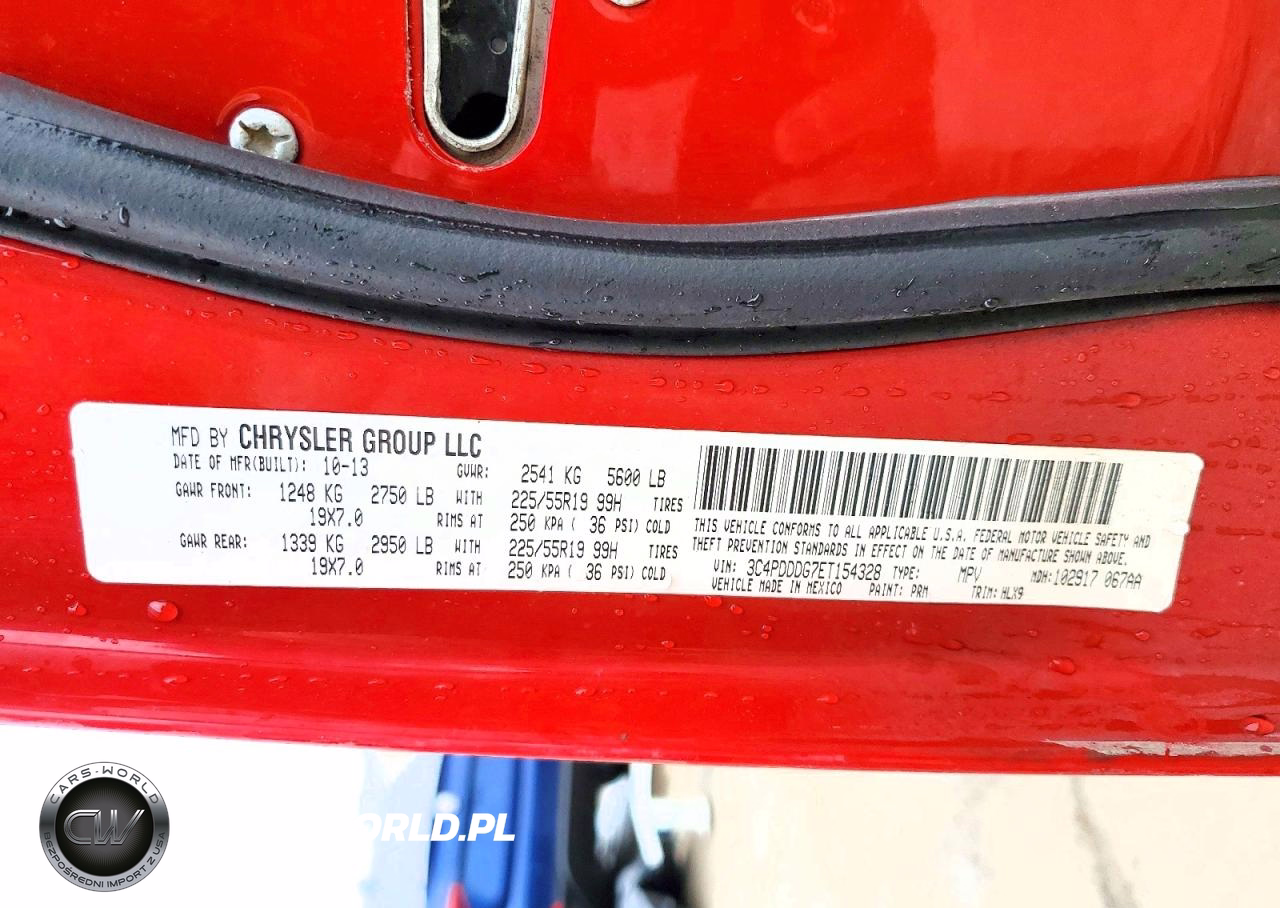 MFD BY CHRYSLER GROUP LLC
DATE OF MFR(BUILT): 10-13 GVWR: 2541 KG 5600 LB
GAWR FRONT: 1248 KG 2750 LB WITH 225/55R19 99H TIRES
19X7.0 RIMS AT 250 KPA ( 36 PSI) COLD
GAWR REAR: 1339 KG 2950 LB WITH 225/55R19 99H TIRES
19X7.0 RIMS AT 250 KPA ( 36 PSI) COLD
THIS VEHICLE CONFORMS TO ALL APPLICABLE U.S.A. FEDERAL MOTOR VEHICLE SAFETY AND
THEFT PREVENTION STANDARDS IN EFFECT ON THE DATE OF MANUFACTURE SHOWN ABOVE.
VIN: 3C4PDDDG7ET154328 TYPE: MPV MDH: 102917 067AA
VEHICLE MADE IN MEXICO PAINT: PRM TRIM: HLX9
CARS-WORLD
CW
BEZPOŚREDNI IMPORT Z USA
ORLD.PL